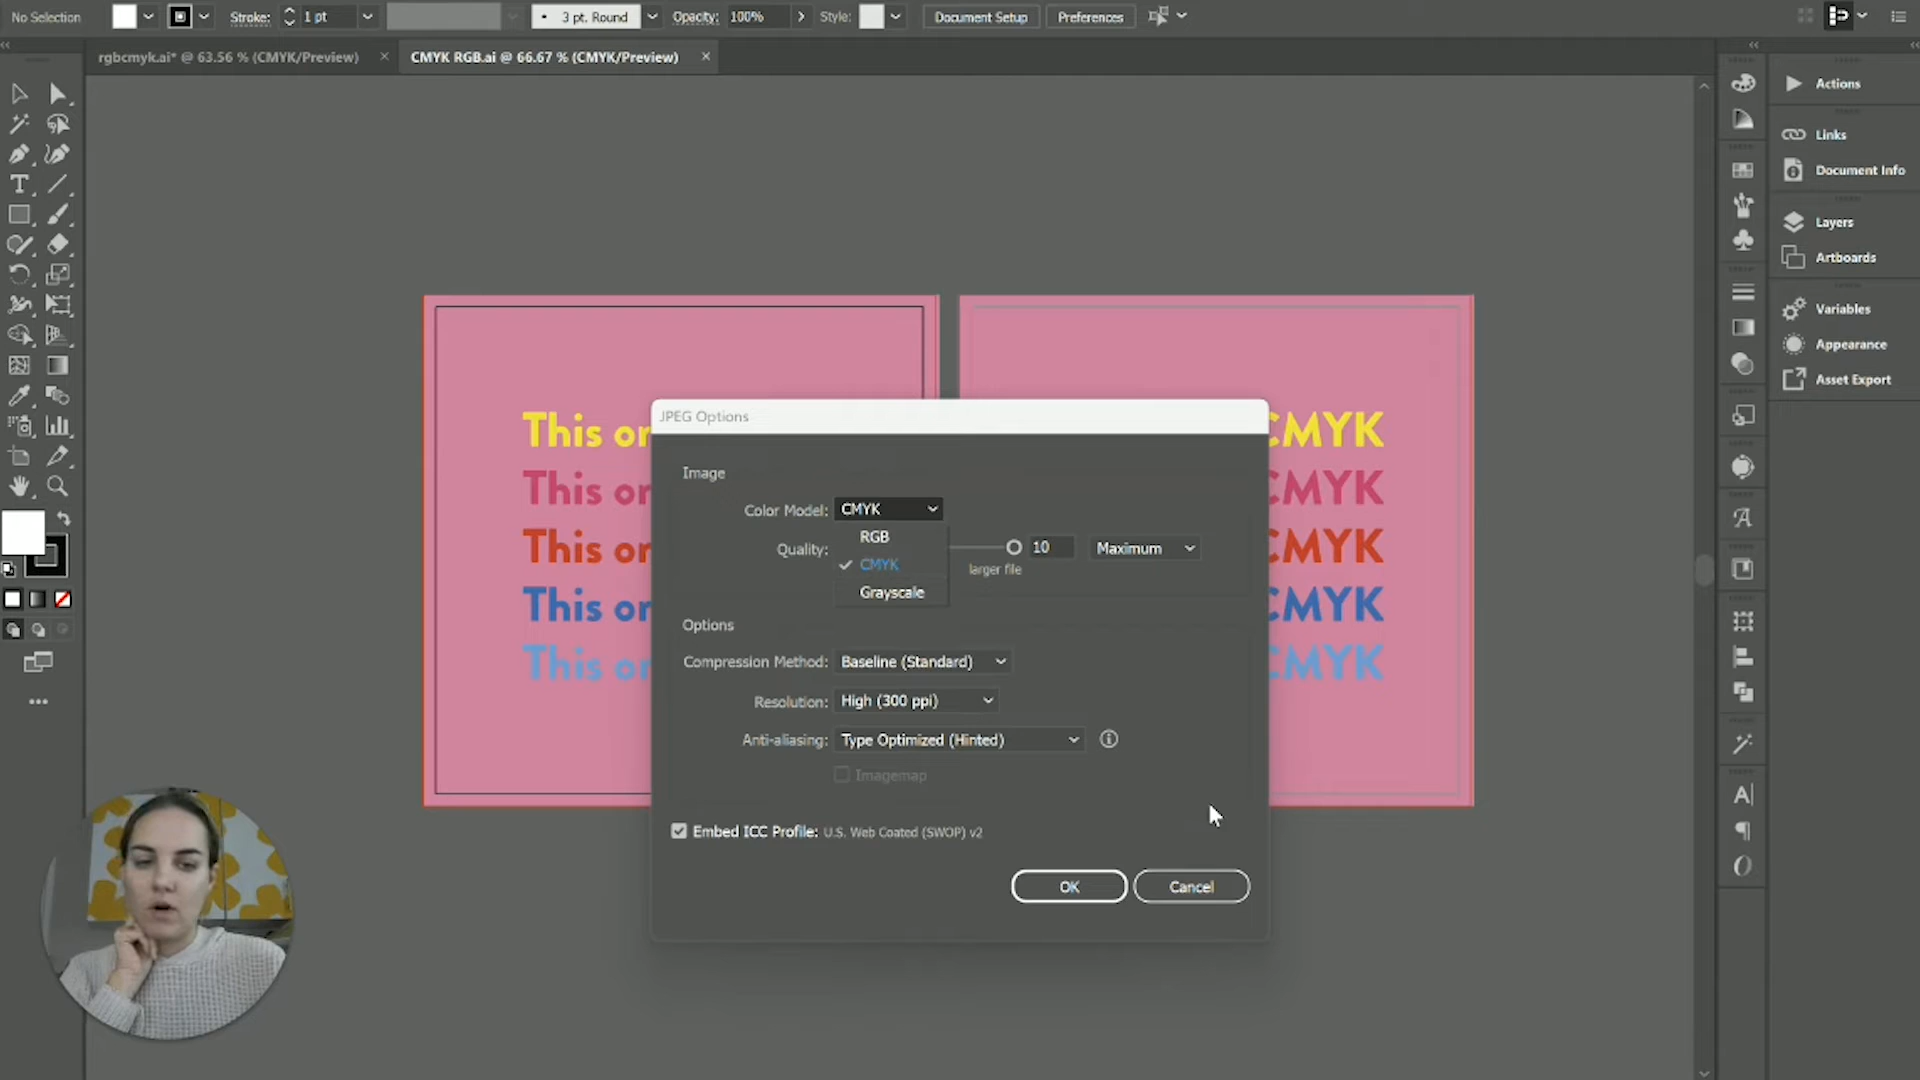 No Selection
Stroke: 1 pt
3 pt. Round
Opacity: 100%
Style:
Document Setup
Preferences
rgbcmyk.ai* @ 63.56 % (CMYK/Preview) ×
CMYK RGB.ai @ 66.67 % (CMYK/Preview) ×
Actions
Links
Document Info
Layers
Artboards
Variables
Appearance
Asset Export
This or
This or
This or
This or
This or
CMYK
CMYK
CMYK
CMYK
CMYK
JPEG Options
Image
Color Model: CMYK
RGB
CMYK
Grayscale
Quality: 10 Maximum
larger file
Options
Compression Method: Baseline (Standard)
Resolution: High (300 ppi)
Anti-aliasing: Type Optimized (Hinted)
Imagemap
Embed ICC Profile: U.S. Web Coated (SWOP) v2
OK
Cancel